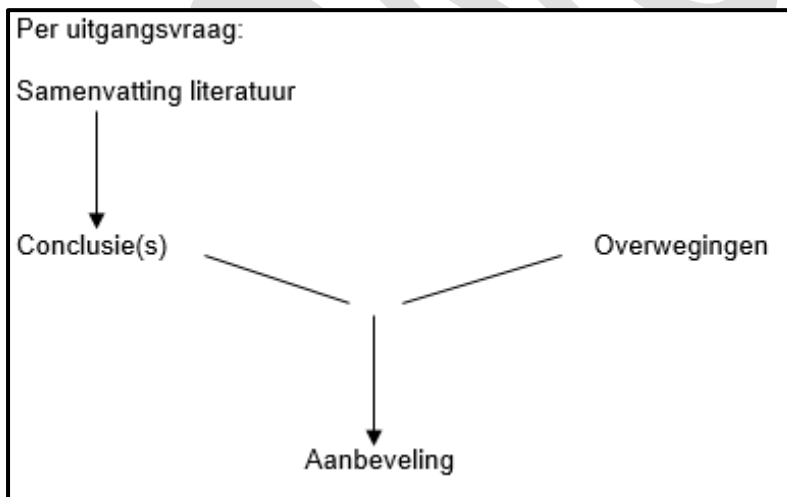 Per uitgangsvraag:
Samenvatting literatuur
Conclusie(s)
Overwegingen
Aanbeveling